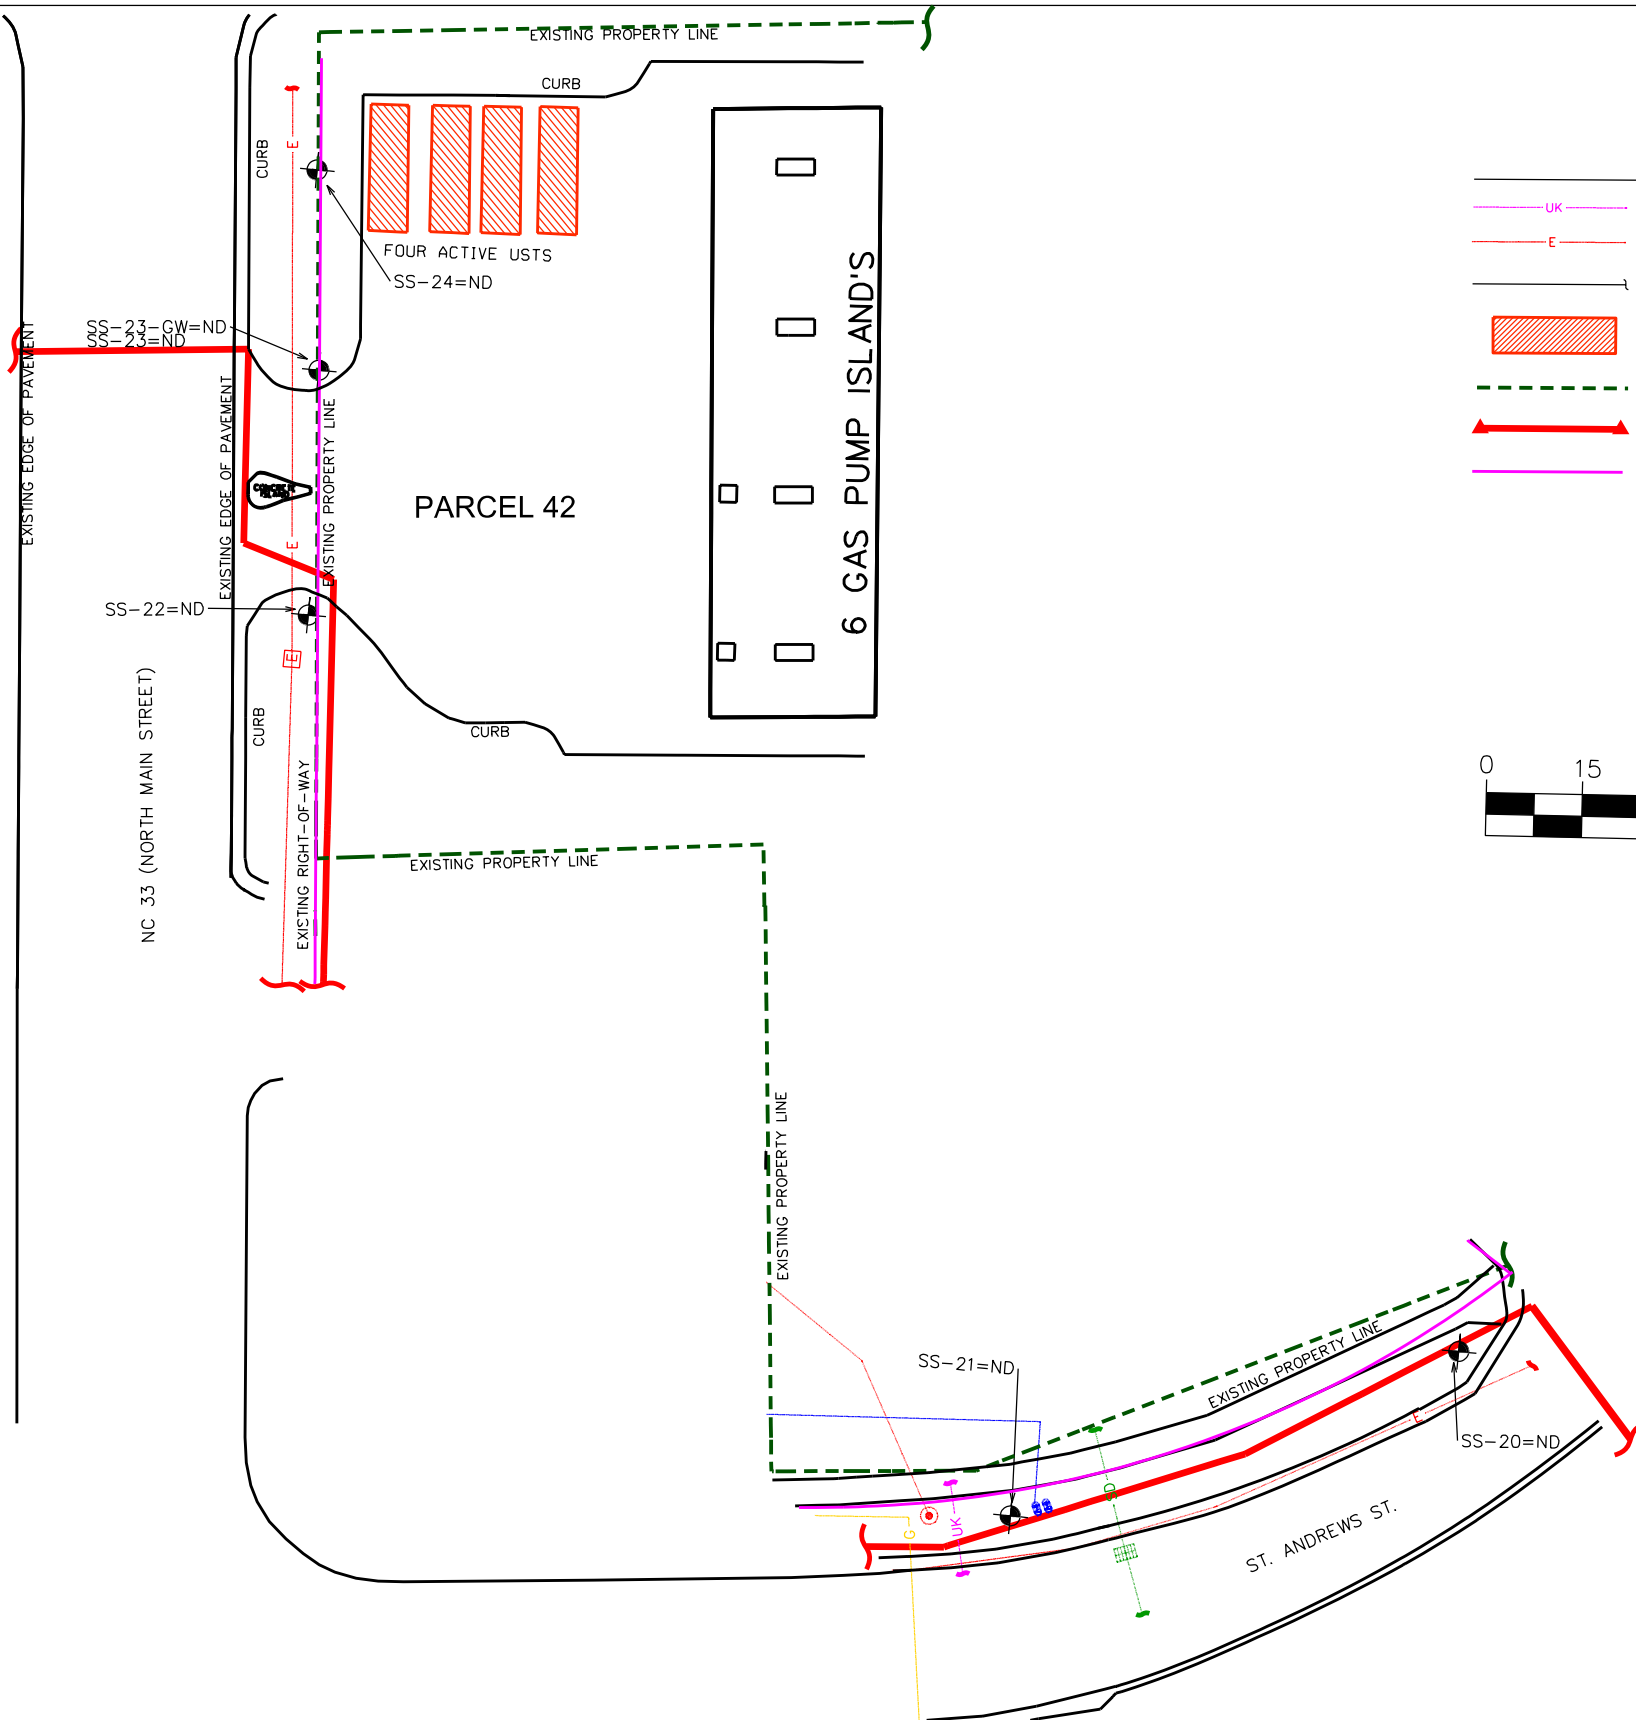 EXISTING PROPERTY LINE
CURB
CURB
E
FOUR ACTIVE USTS
SS-24=ND
SS-23-GW=ND
SS-23=ND
EXISTING EDGE OF PAVEMENT
EXISTING EDGE OF PAVEMENT
EXISTING PROPERTY LINE
PARCEL 42
6 GAS PUMP ISLAND'S
E
SS-22=ND
E
CURB
CURB
NC 33 (NORTH MAIN STREET)
EXISTING RIGHT-OF-WAY
EXISTING PROPERTY LINE
UK
E
0 15
EXISTING PROPERTY LINE
EXISTING PROPERTY LINE
SS-21=ND
SS-20=ND
E
G
UK
SD
ST. ANDREWS ST.